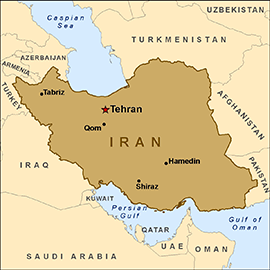 UZBEKISTAN
Caspian
Sea
TURKMENISTAN
AZERBAIJAN
ARMENIA
TURKEY
Tabriz
Tehran
Qom
IRAN
AFGHANISTAN
Hamedin
IRAQ
Shiraz
PAKISTAN
KUWAIT
Persian
Gulf
Gulf of
Oman
QATAR
UAE
OMAN
SAUDI ARABIA